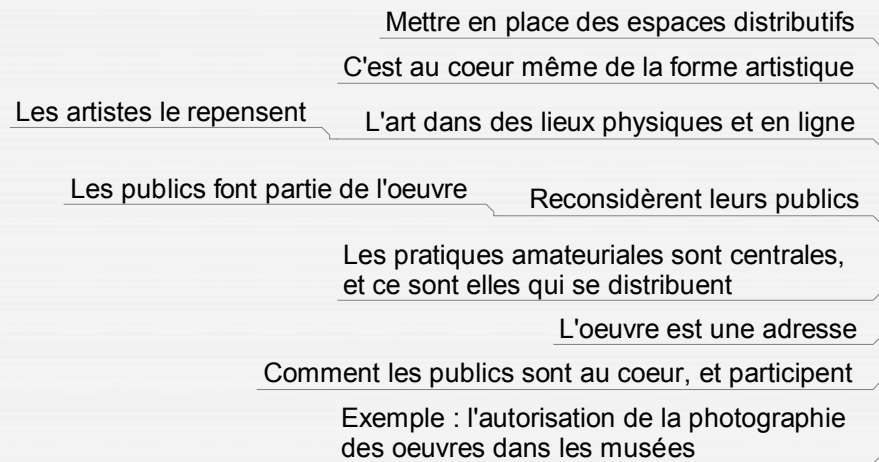 Mettre en place des espaces distributifs
C'est au coeur même de la forme artistique
Les artistes le repensent
L'art dans des lieux physiques et en ligne
Les publics font partie de l'oeuvre
Reconsidèrent leurs publics
Les pratiques amateuriales sont centrales,
et ce sont elles qui se distribuent
L'oeuvre est une adresse
Comment les publics sont au coeur, et participent
Exemple : l'autorisation de la photographie
des oeuvres dans les musées